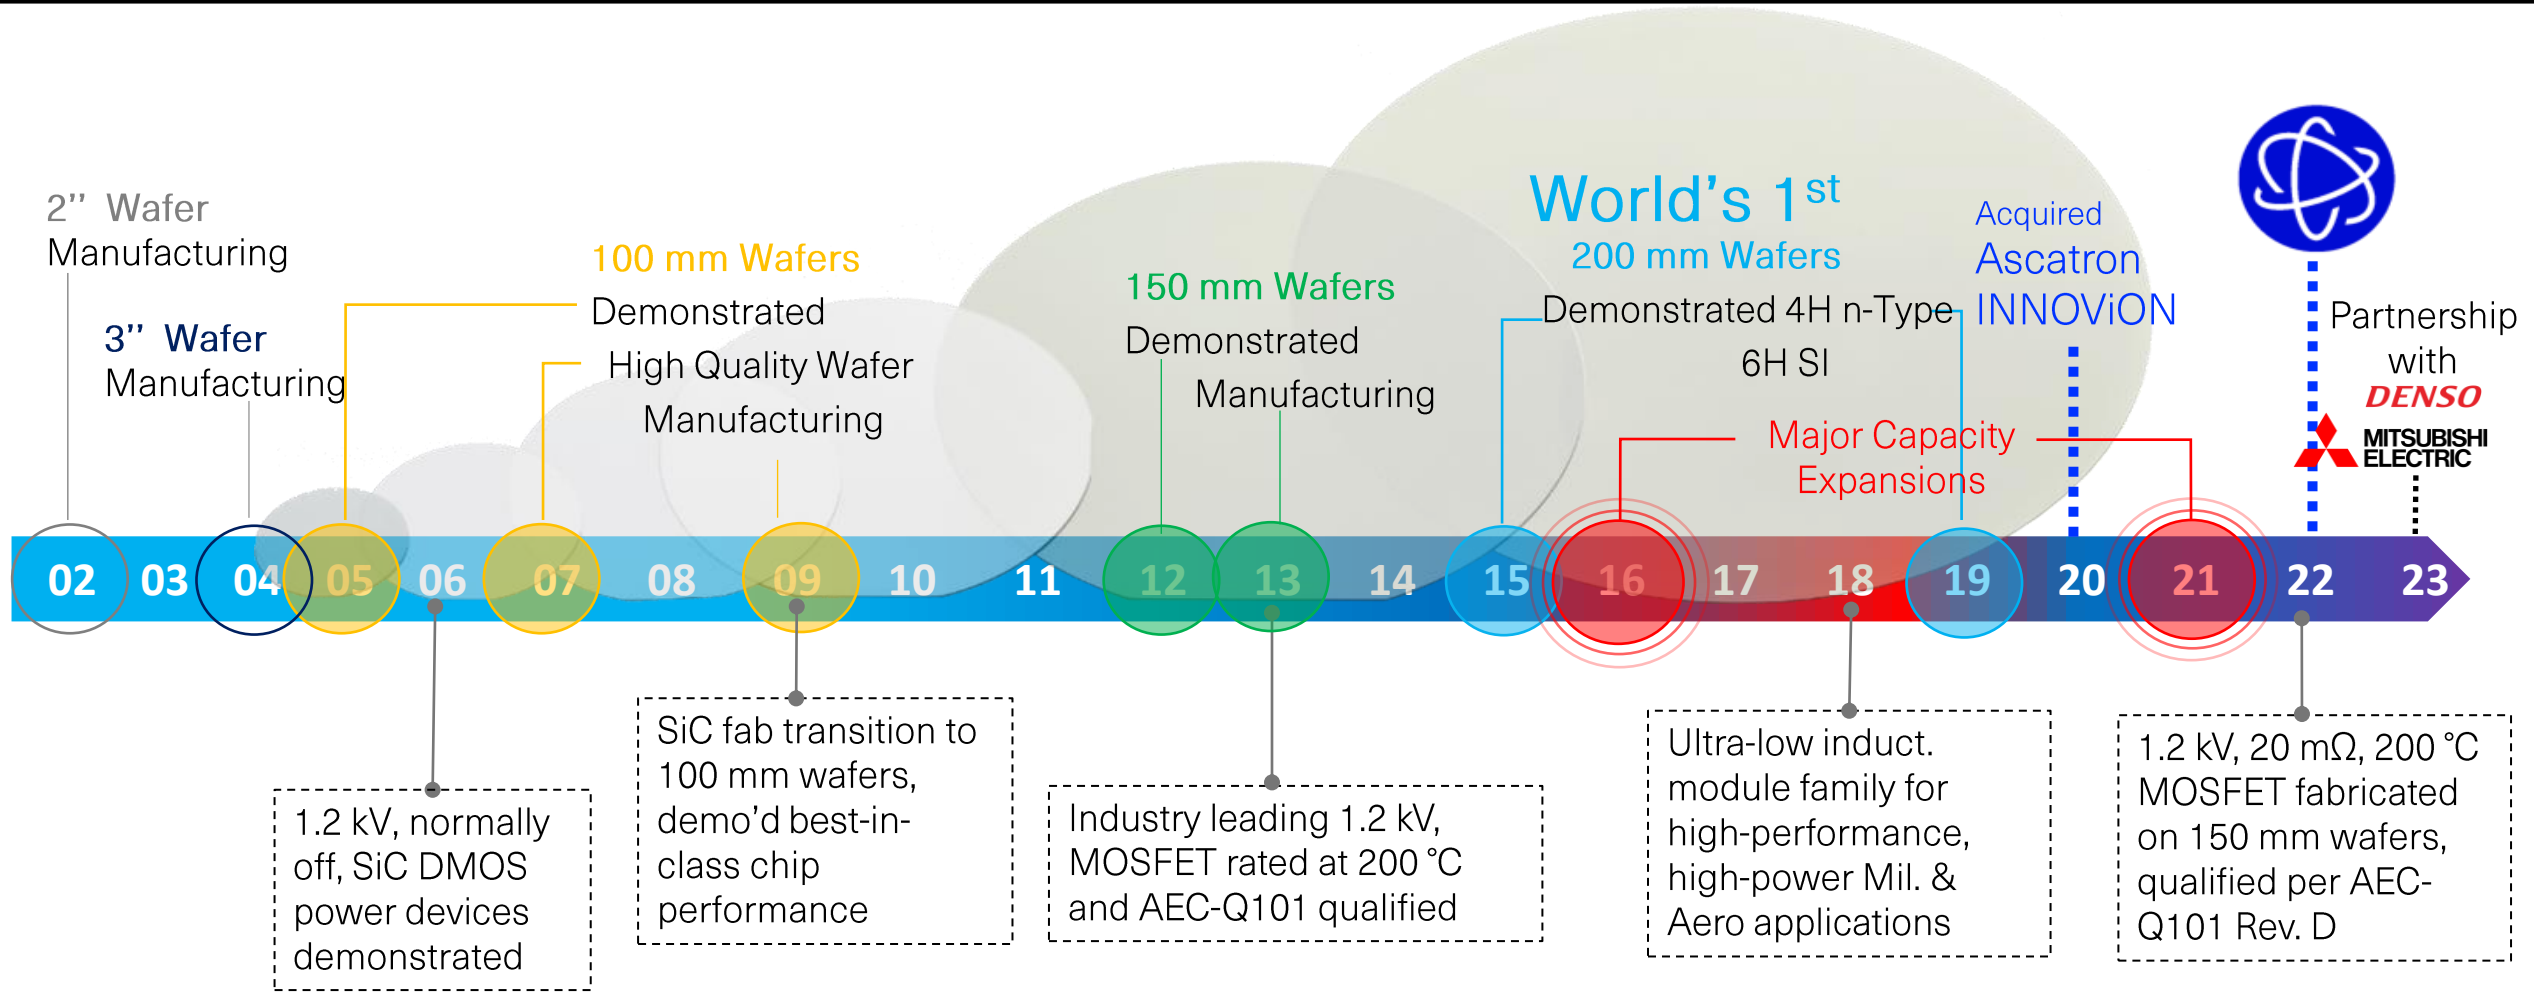 2’’ Wafer
Manufacturing
3’’ Wafer
Manufacturing
100 mm Wafers
Demonstrated
High Quality Wafer
Manufacturing
150 mm Wafers
Demonstrated
Manufacturing
World’s 1st
200 mm Wafers
Demonstrated 4H n-Type
6H SI
Major Capacity
Expansions
Acquired
Ascatron
INNOViON
Partnership
with
DENSO
MITSUBISHI
ELECTRIC
02 03 04 05 06 07 08 09 10 11 12 13 14 15 16 17 18 19 20 21 22 23
1.2 kV, normally
off, SiC DMOS
power devices
demonstrated
SiC fab transition to
100 mm wafers,
demo’d best-in-
class chip
performance
Industry leading 1.2 kV,
MOSFET rated at 200 °C
and AEC-Q101 qualified
Ultra-low induct.
module family for
high-performance,
high-power Mil. &
Aero applications
1.2 kV, 20 mΩ, 200 °C
MOSFET fabricated
on 150 mm wafers,
qualified per AEC-
Q101 Rev. D